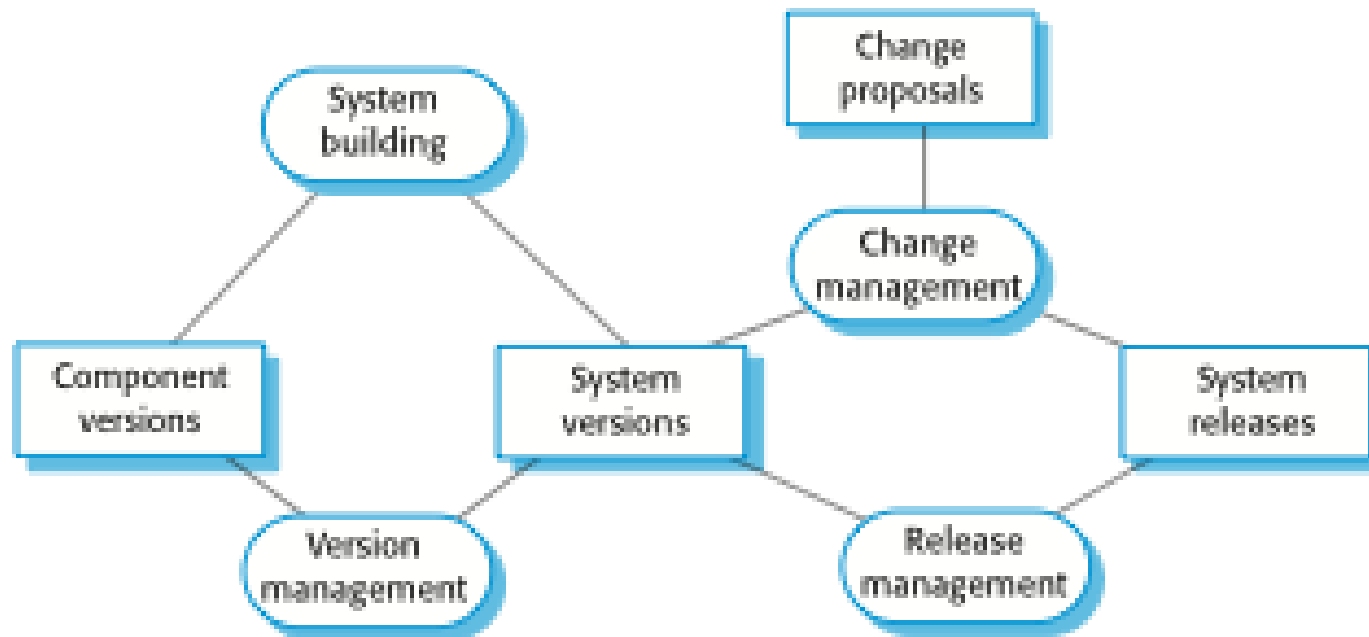 Change
proposals
System
building
Change
management
Component
versions
System
versions
System
releases
Version
management
Release
management